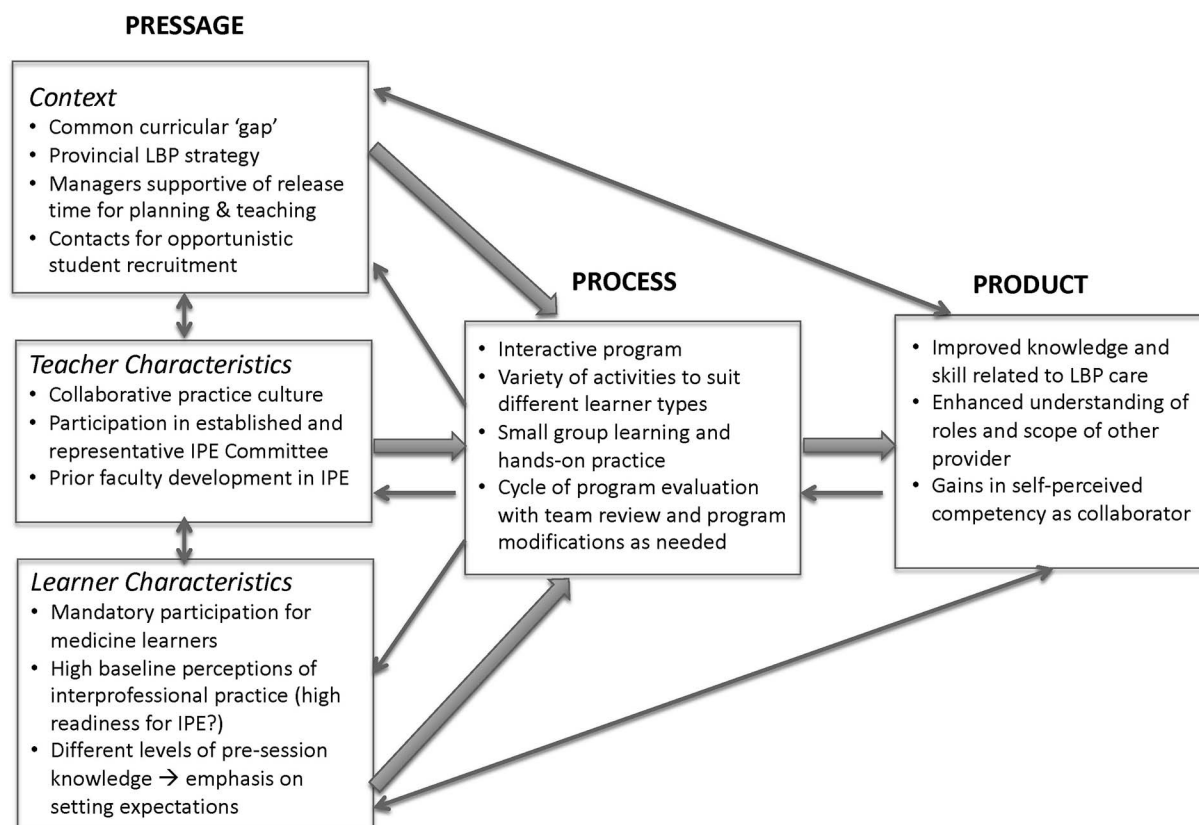 PRESSAGE
Context
• Common curricular ‘gap’
• Provincial LBP strategy
• Managers supportive of release
time for planning & teaching
• Contacts for opportunistic
student recruitment
Teacher Characteristics
• Collaborative practice culture
• Participation in established and
representative IPE Committee
• Prior faculty development in IPE
Learner Characteristics
• Mandatory participation for
medicine learners
• High baseline perceptions of
interprofessional practice (high
readiness for IPE?)
• Different levels of pre-session
knowledge → emphasis on
setting expectations
PROCESS
• Interactive program
• Variety of activities to suit
different learner types
• Small group learning and
hands-on practice
• Cycle of program evaluation
with team review and program
modifications as needed
PRODUCT
• Improved knowledge and
skill related to LBP care
• Enhanced understanding of
roles and scope of other
provider
• Gains in self-perceived
competency as collaborator